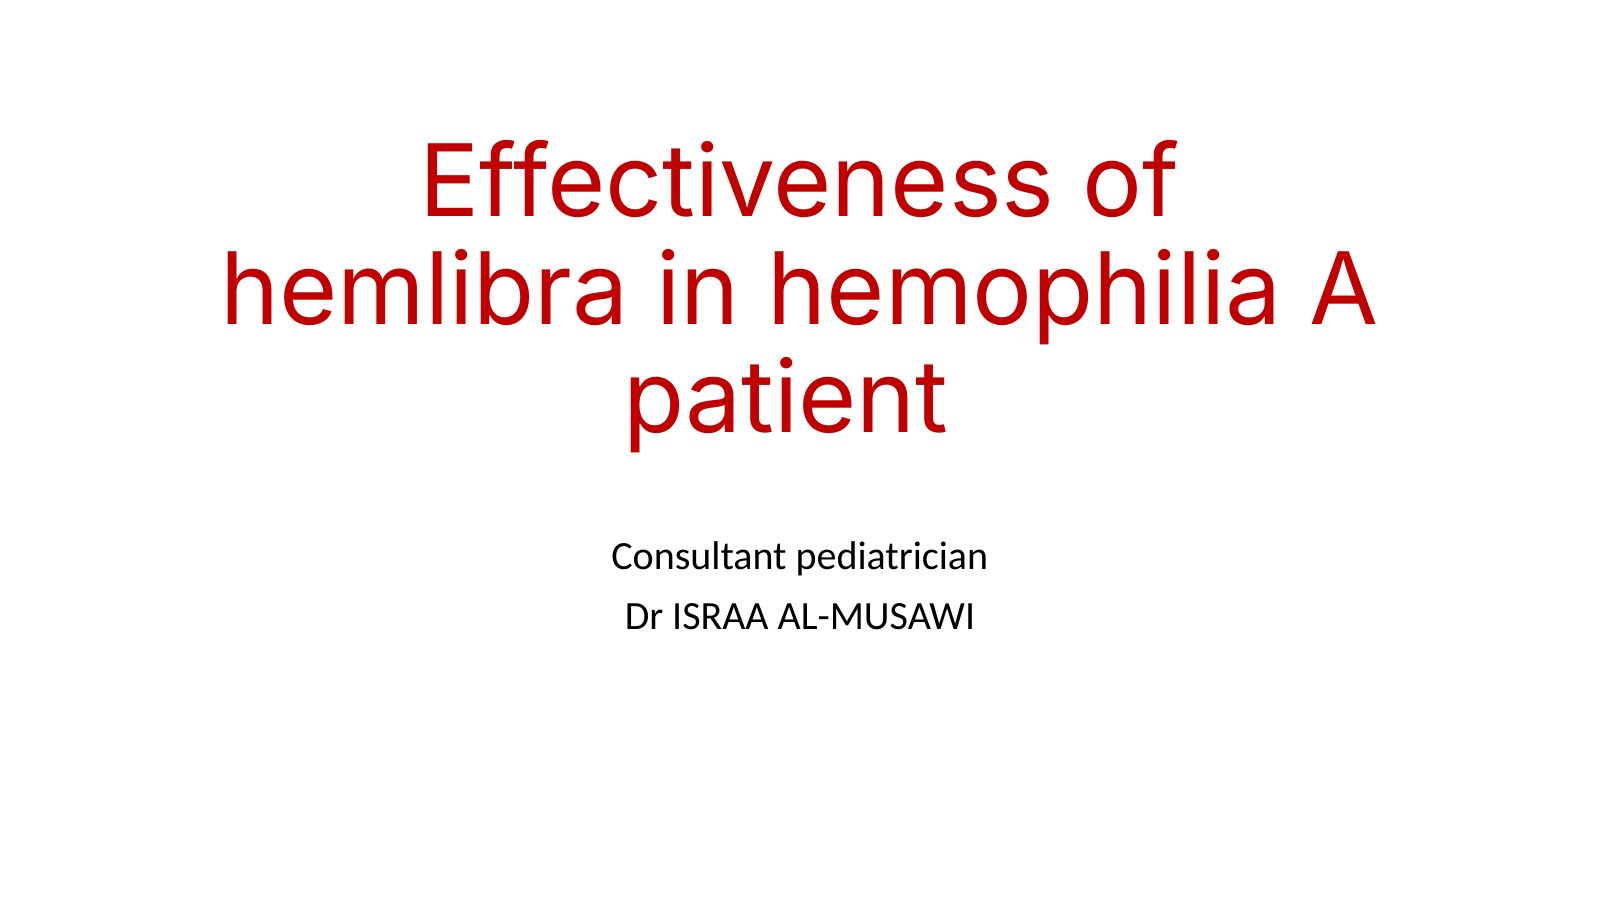 Effectiveness of
hemlibra in hemophilia A
patient
Consultant pediatrician
Dr ISRAA AL-MUSAWI